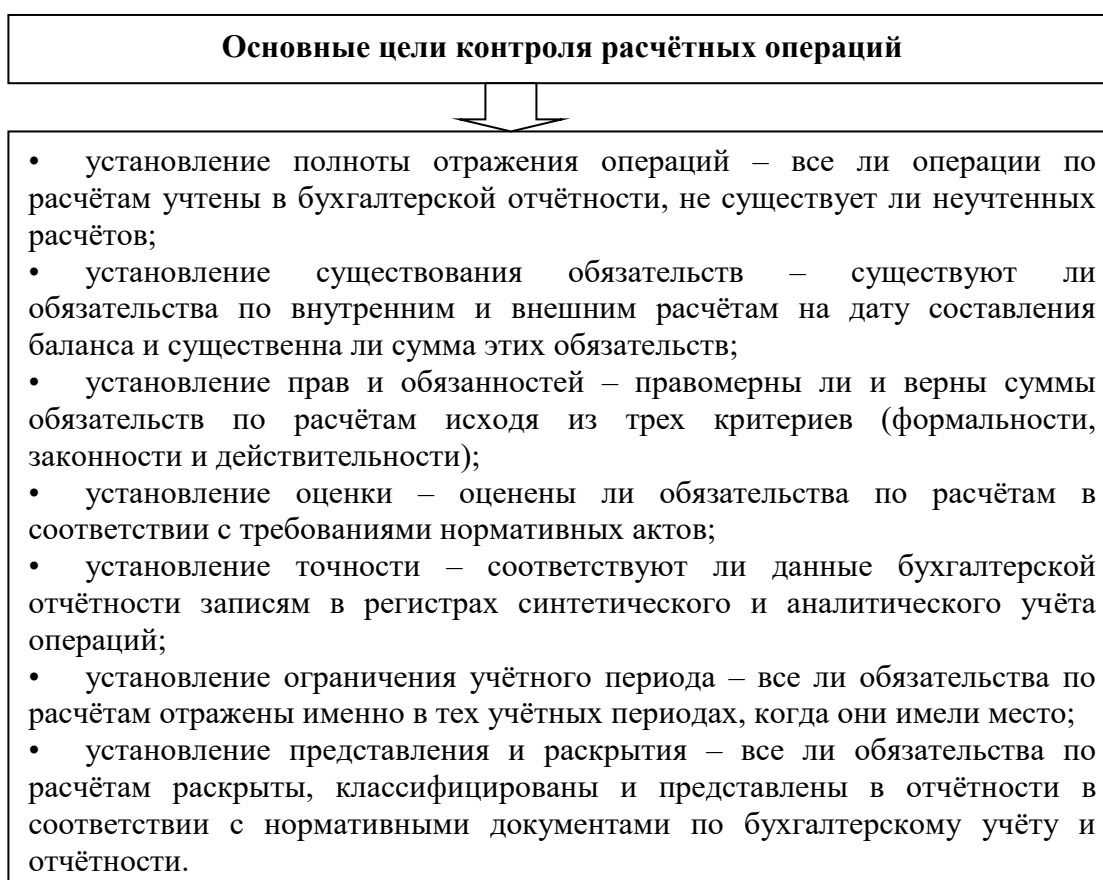 Основные цели контроля расчётных операций
• установление полноты отражения операций – все ли операции по
расчётам учтены в бухгалтерской отчётности, не существует ли неучтенных
расчётов;
• установление существования обязательств – существуют ли
обязательства по внутренним и внешним расчётам на дату составления
баланса и существенна ли сумма этих обязательств;
• установление прав и обязанностей – правомерны ли и верны суммы
обязательств по расчётам исходя из трех критериев (формальности,
законности и действительности);
• установление оценки – оценены ли обязательства по расчётам в
соответствии с требованиями нормативных актов;
• установление точности – соответствуют ли данные бухгалтерской
отчётности записям в регистрах синтетического и аналитического учёта
операций;
• установление ограничения учётного периода – все ли обязательства по
расчётам отражены именно в тех учётных периодах, когда они имели место;
• установление представления и раскрытия – все ли обязательства по
расчётам раскрыты, классифицированы и представлены в отчётности в
соответствии с нормативными документами по бухгалтерскому учёту и
отчётности.